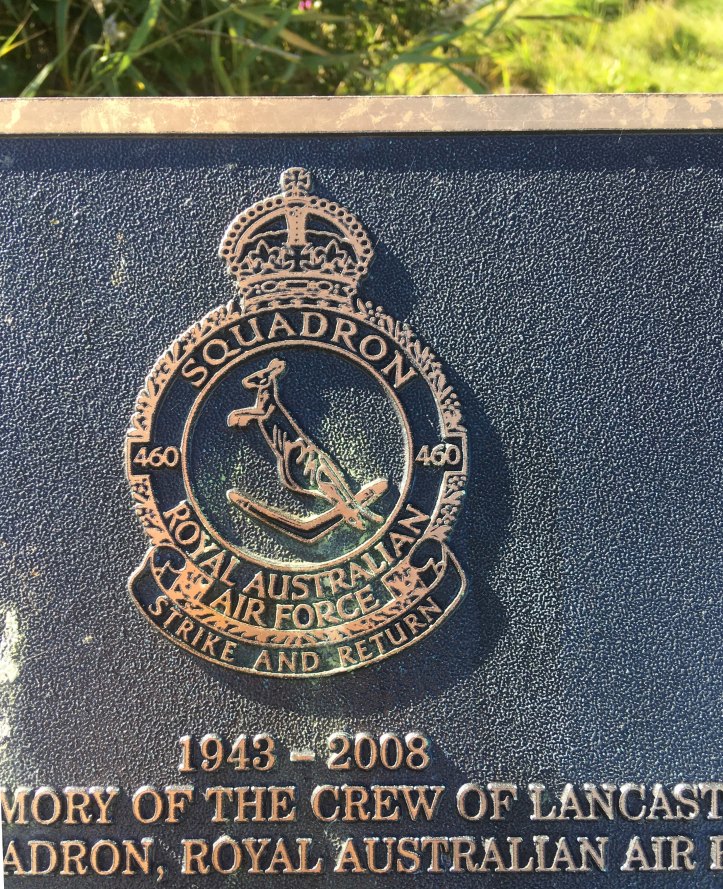 SQUADRON
460 460
ROYAL AUSTRALIAN
AIR FORCE
STRIKE AND RETURN
1943 - 2008
MORY OF THE CREW OF LANCAST
ADRON, ROYAL AUSTRALIAN AIR F